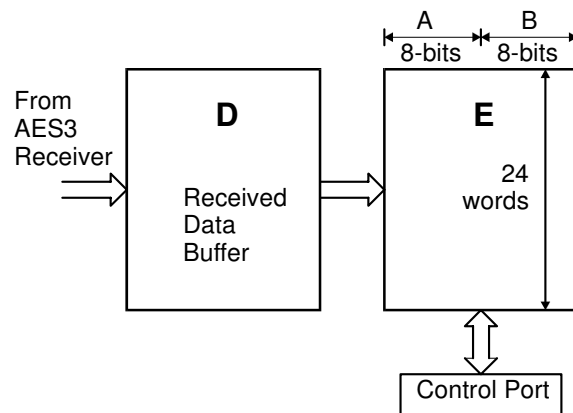 A B
8-bits 8-bits
From
AES3
Receiver
D
Received
Data
Buffer
E
24
words
Control Port